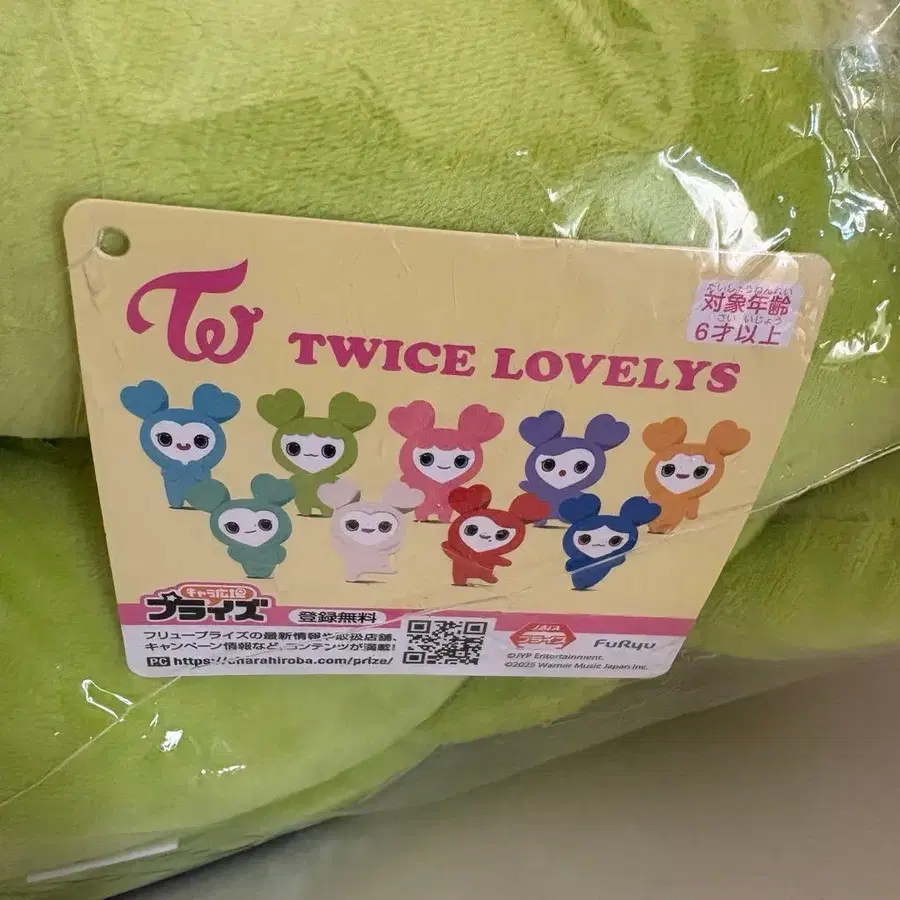 TW
TWICE LOVELYS
たいしょうねんれい
対象年齢
さい いじょう
6才以上
キャラ広場
プライズ
登録無料
フリュープライズの最新情報や取扱店舗、
キャンペーン情報など、コンテンツが満載!
PC https://charahiroba.com/prize/
JAIA
プライズ
FuRyu
©JYP Entertainment.
©2025 Warner Music Japan Inc.